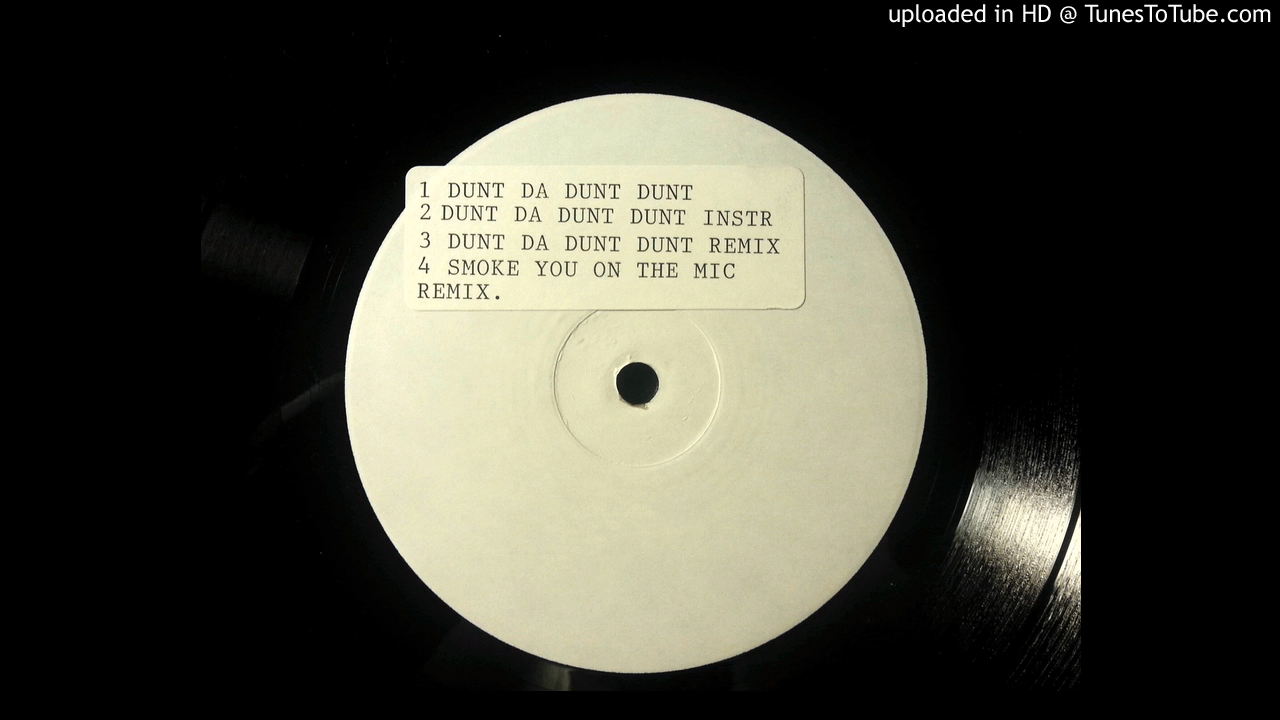 uploaded in HD @ TunesToTube.com
1 DUNT DA DUNT DUNT
2 DUNT DA DUNT DUNT INSTR
3 DUNT DA DUNT DUNT REMIX
4 SMOKE YOU ON THE MIC
REMIX.